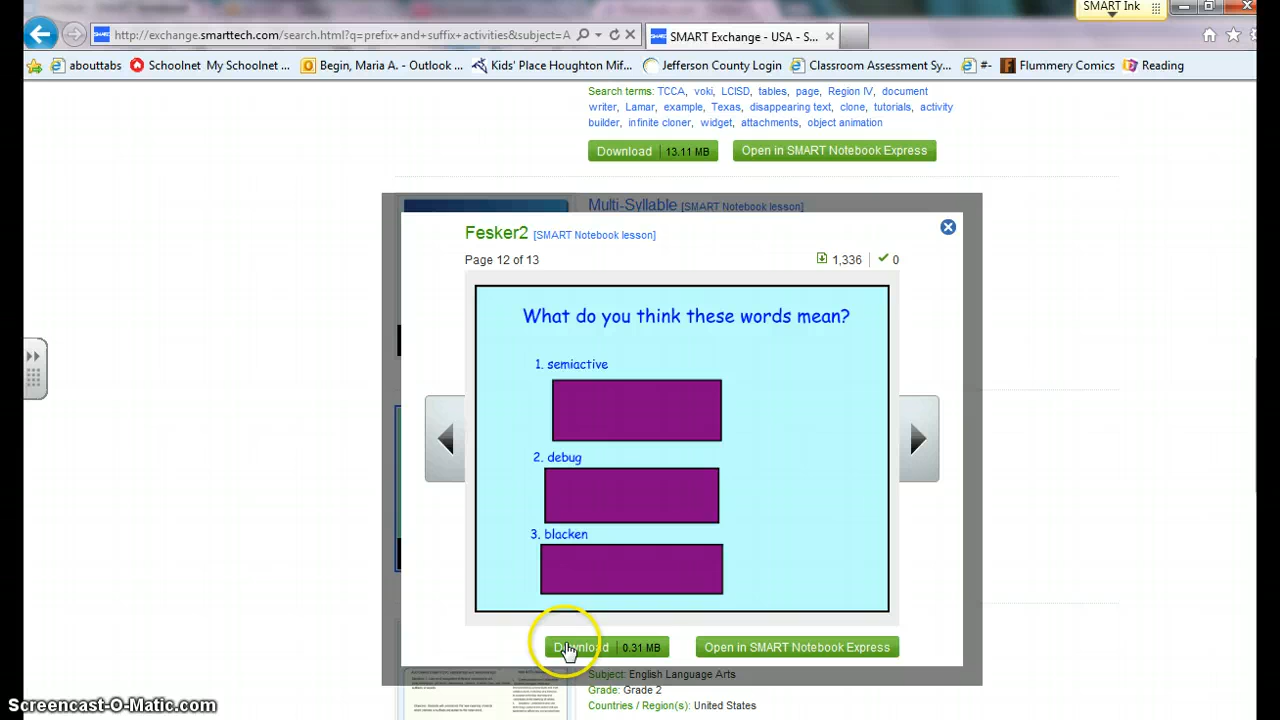 SMART Ink
http://exchange.smarttech.com/search.html?q=prefix+and+suffix+activities&subject=A
SMART Exchange - USA - S...
abouttabs
Schoolnet
My Schoolnet ...
Begin, Maria A. - Outlook ...
Kids' Place Houghton Mif...
Jefferson County Login
Classroom Assessment Sy...
#-
Flummery Comics
Reading
Search terms: TCCA, voki, LCISD, tables, page, Region IV, document
writer, Lamar, example, Texas, disappearing text, clone, tutorials, activity
builder, infinite cloner, widget, attachments, object animation
Download 13.11 MB
Open in SMART Notebook Express
Multi-Syllable [SMART Notebook lesson]
Fesker2 [SMART Notebook lesson]
Page 12 of 13
1,336
0
What do you think these words mean?
1. semiactive
2. debug
3. blacken
Download 0.31 MB
Open in SMART Notebook Express
Subject: English Language Arts
Grade: Grade 2
Countries / Region(s): United States
Screencast-O-Matic.com